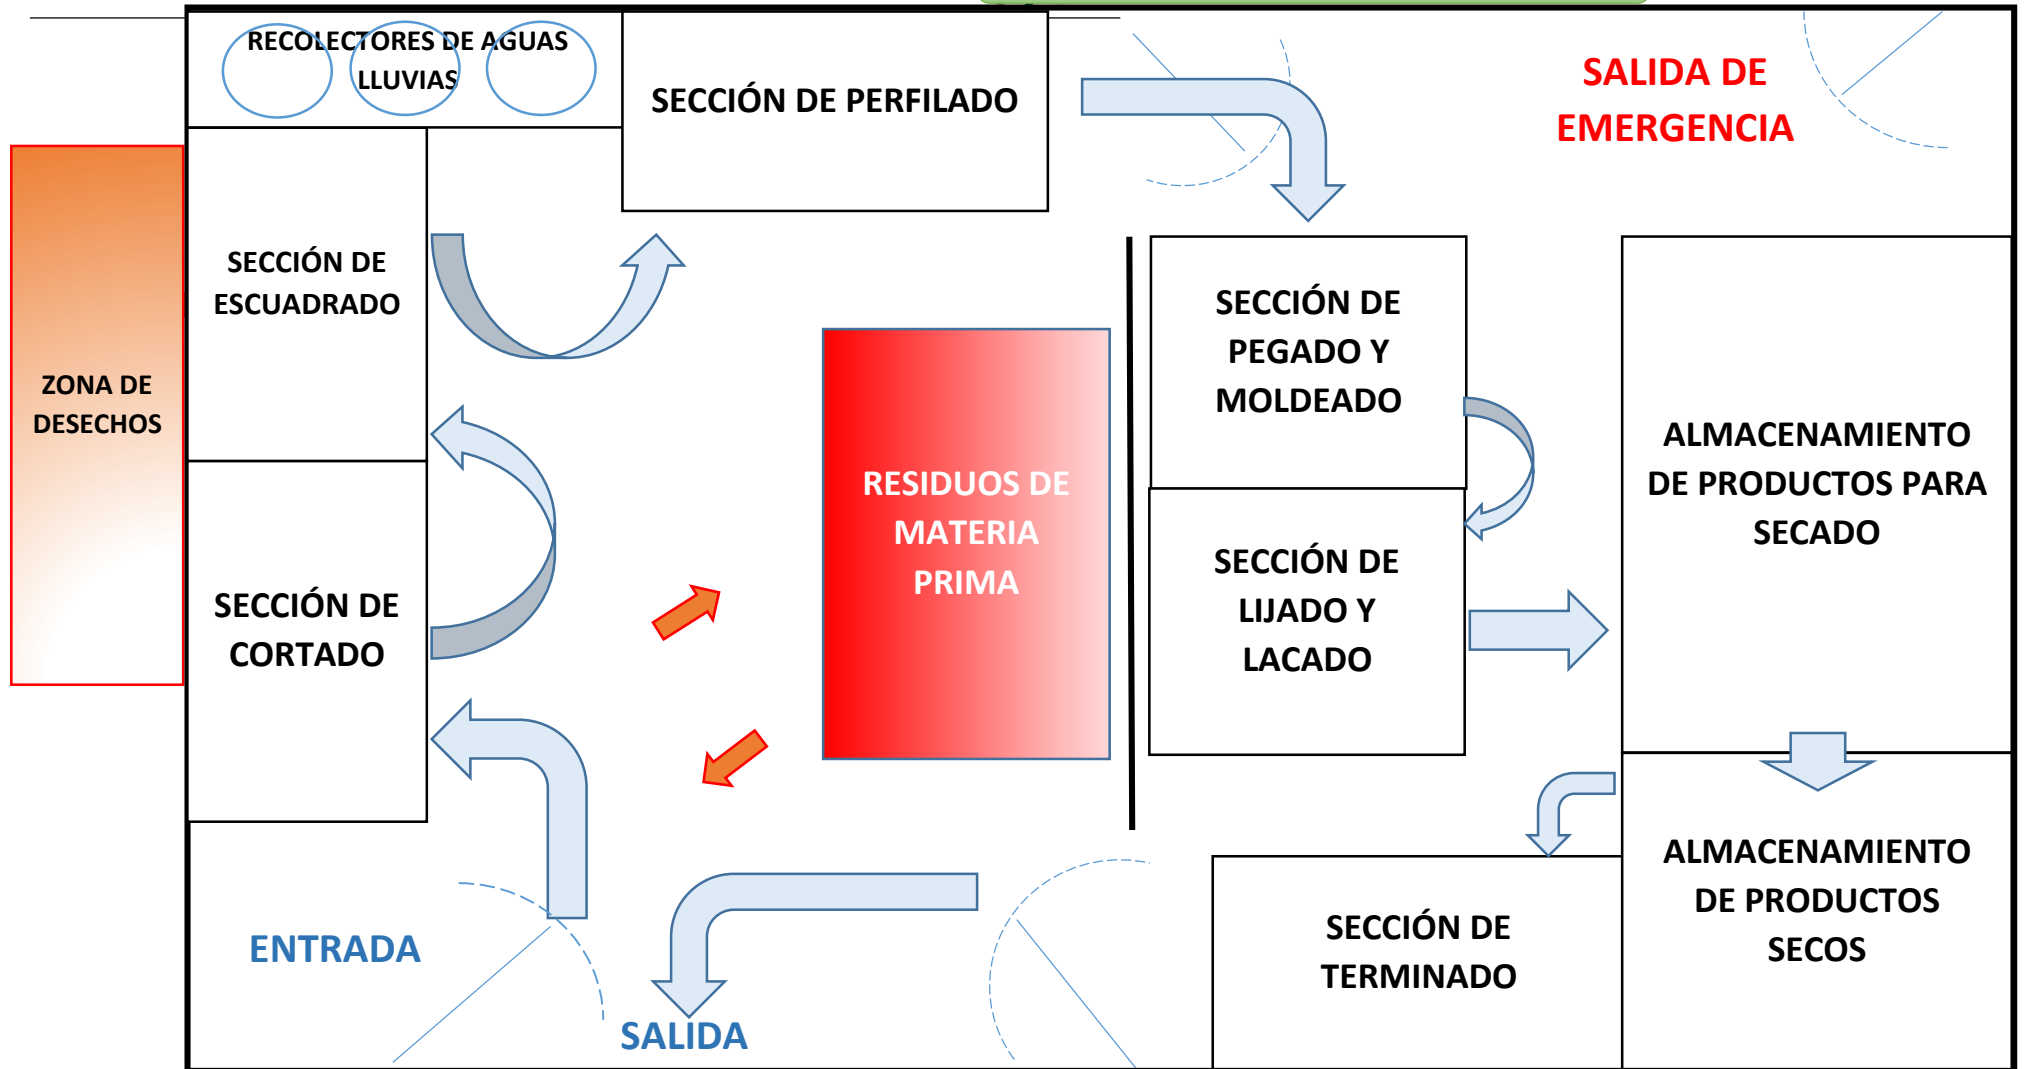 RECOLECTORES DE AGUAS
LLUVIAS
SECCIÓN DE PERFILADO
SALIDA DE
EMERGENCIA
SECCIÓN DE
ESCUADRADO
ZONA DE
DESECHOS
SECCIÓN DE
CORTADO
RESIDUOS DE
MATERIA
PRIMA
SECCIÓN DE
PEGADO Y
MOLDEADO
SECCIÓN DE
LIJADO Y
LACADO
ALMACENAMIENTO
DE PRODUCTOS PARA
SECADO
ALMACENAMIENTO
DE PRODUCTOS
SECOS
SECCIÓN DE
TERMINADO
ENTRADA
SALIDA